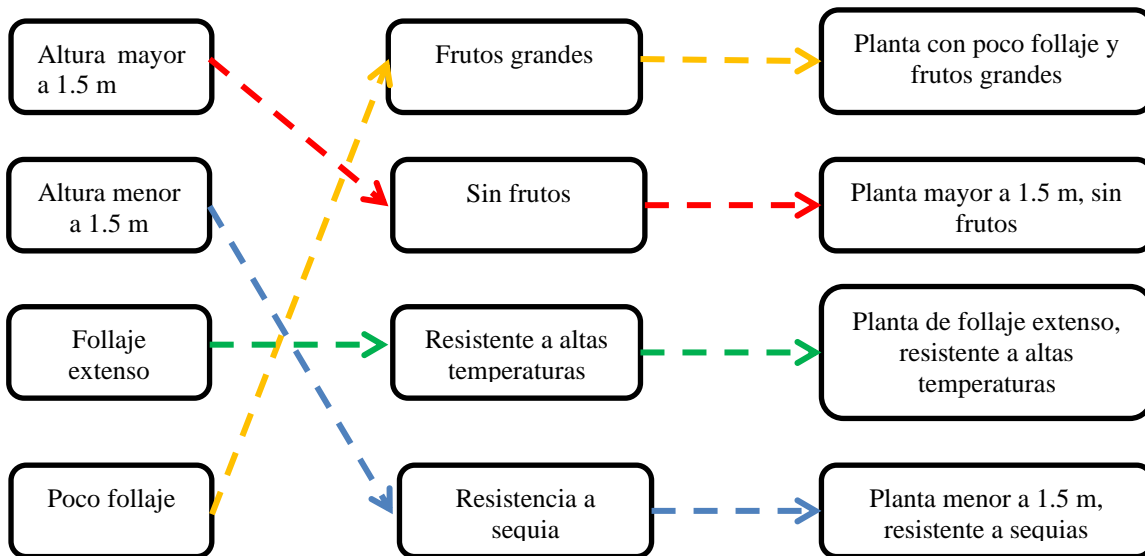 Altura mayor
a 1.5 m
Frutos grandes
Planta con poco follaje y
frutos grandes
Altura menor
a 1.5 m
Sin frutos
Planta mayor a 1.5 m, sin
frutos
Follaje
extenso
Resistente a altas
temperaturas
Planta de follaje extenso,
resistente a altas
temperaturas
Poco follaje
Resistencia a
sequia
Planta menor a 1.5 m,
resistente a sequias